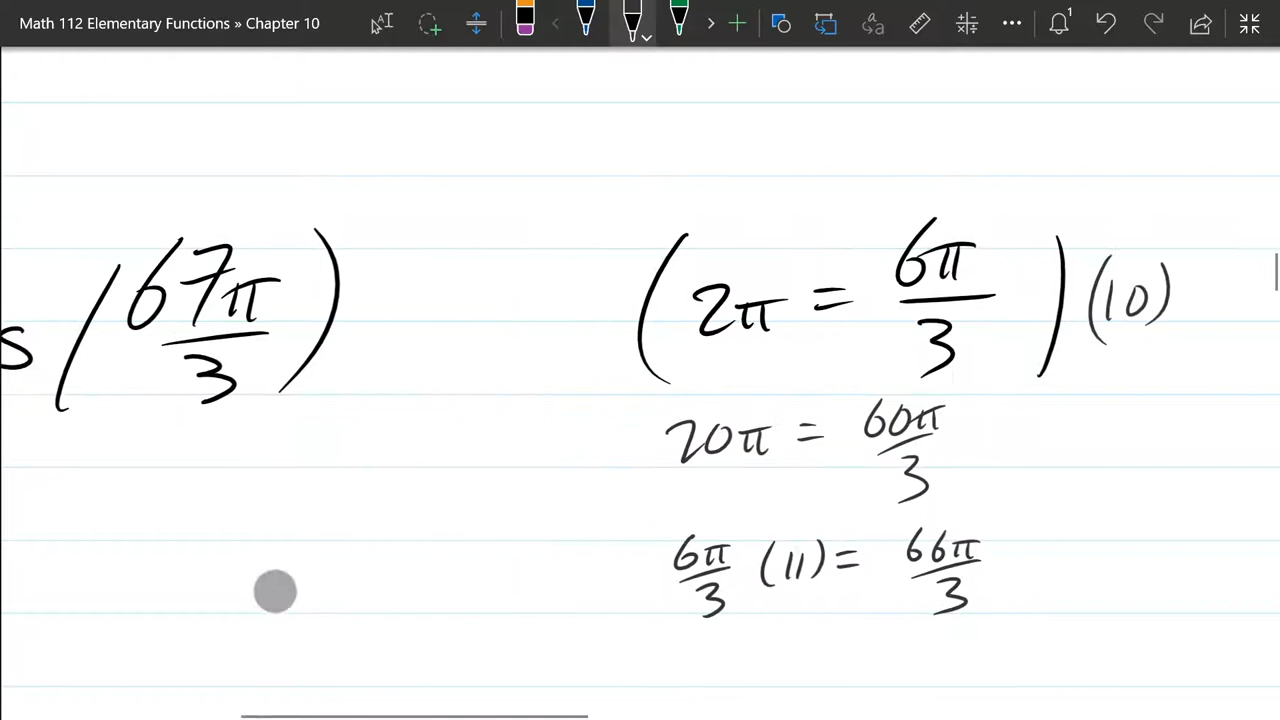 Math 112 Elementary Functions » Chapter 10
1
s (67π/3)
(2π = 6π/3) (10)
20π = 60π/3
6π/3 (11) = 66π/3